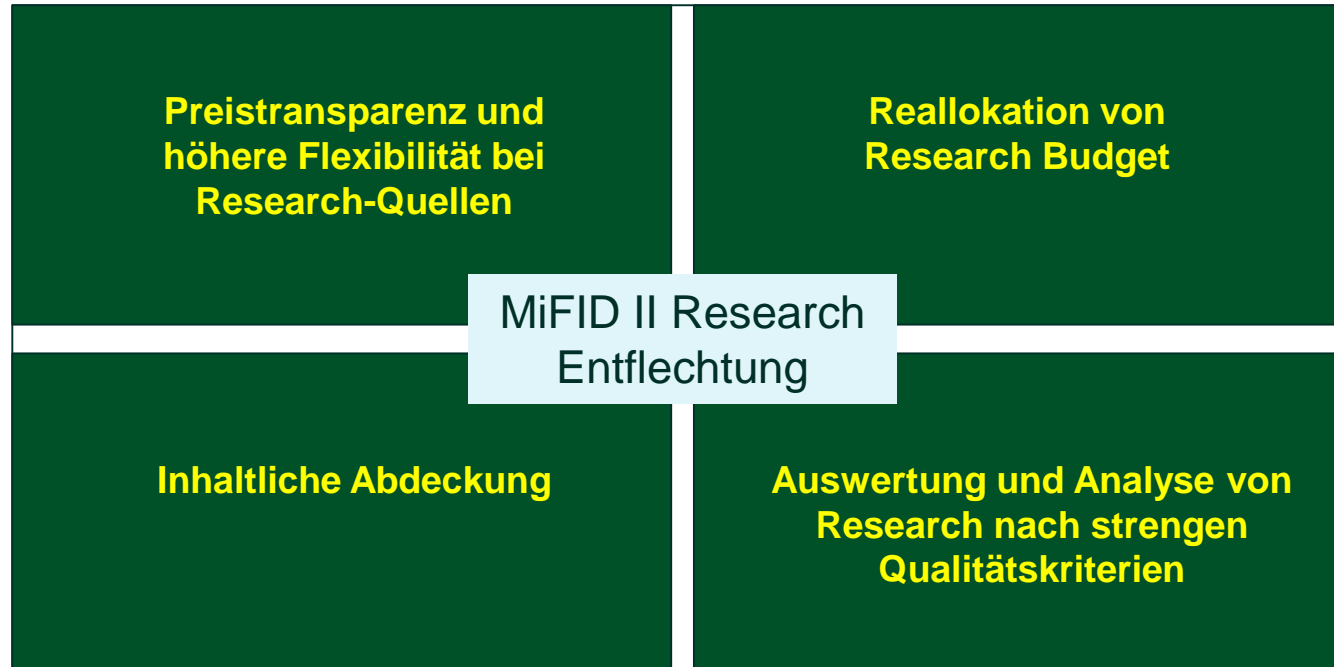 Preistransparenz und
höhere Flexibilität bei
Research-Quellen
Reallokation von
Research Budget
MiFID II Research
Entflechtung
Inhaltliche Abdeckung
Auswertung und Analyse von
Research nach strengen
Qualitätskriterien